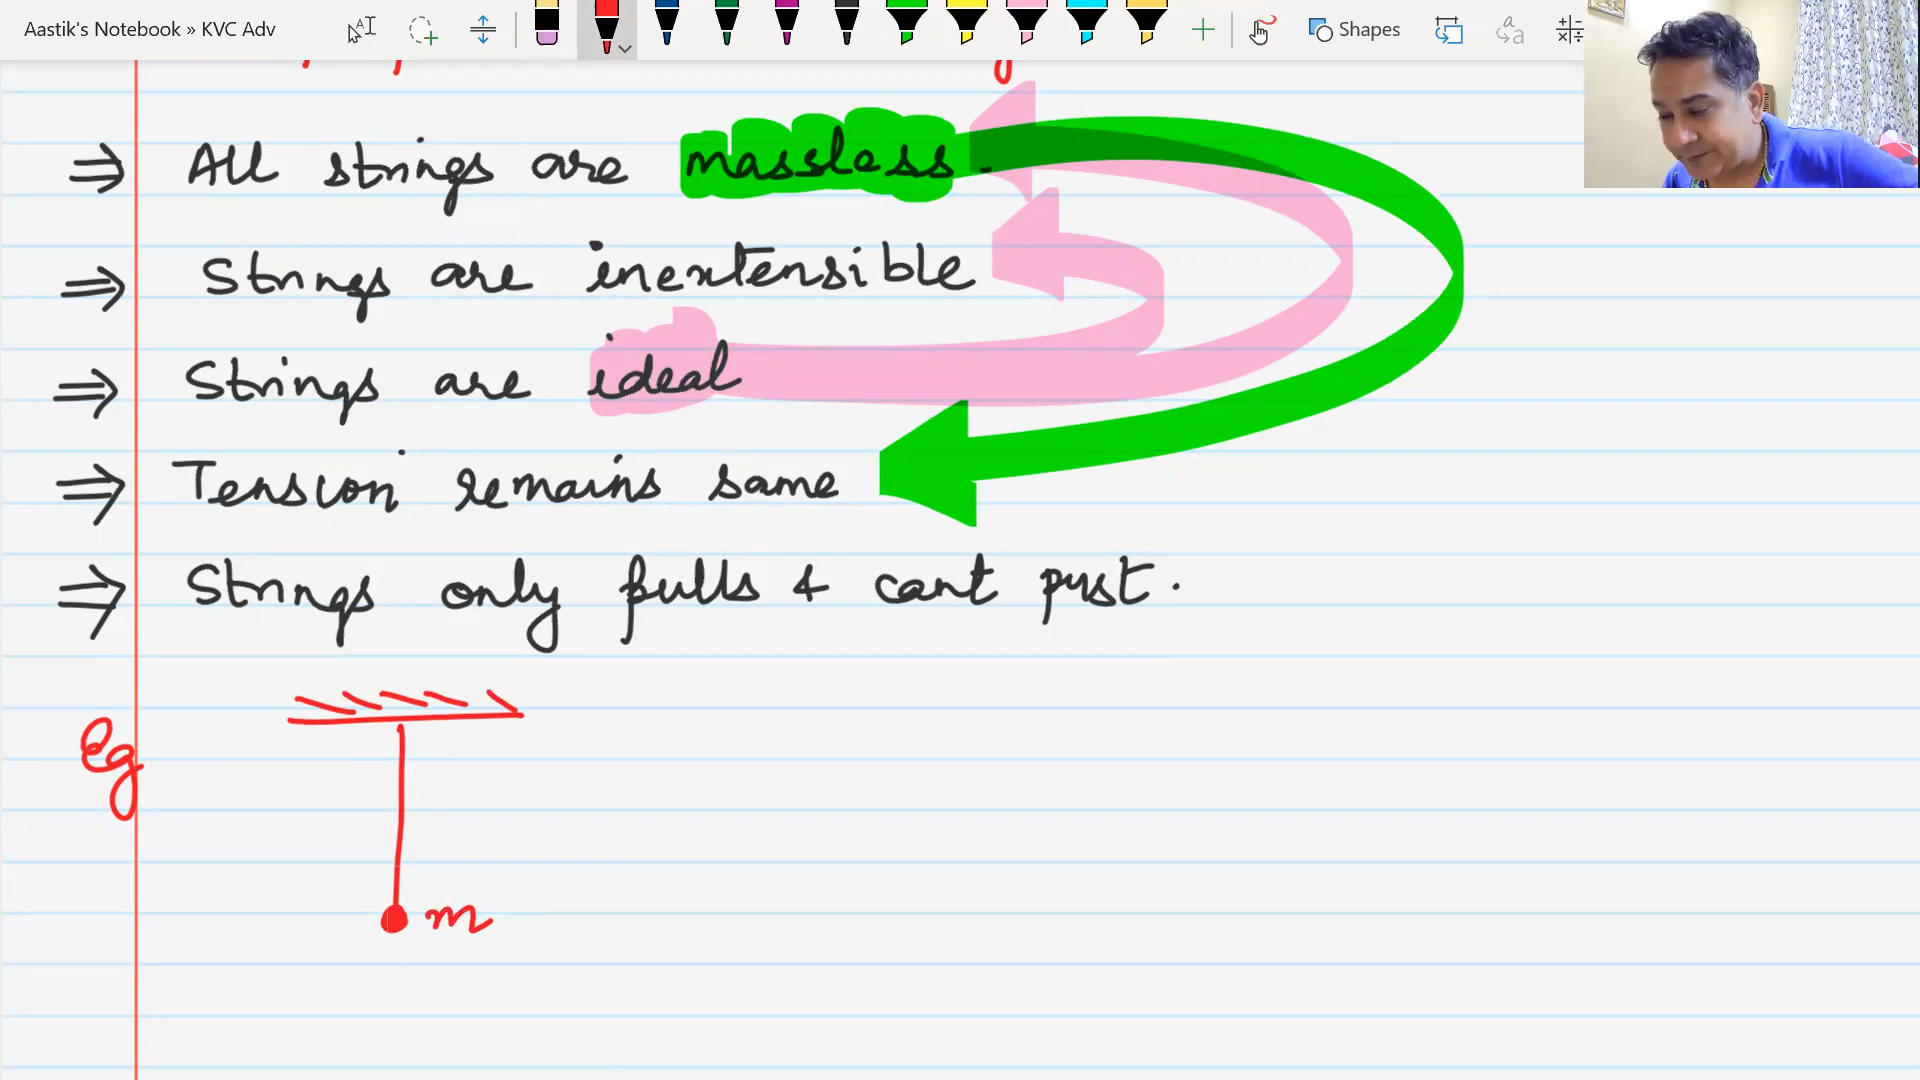 Aastik's Notebook » KVC Adv
Shapes
⇒ All strings are massless.
⇒ Strings are inextensible
⇒ Strings are ideal
⇒ Tension remains same
⇒ Strings only pulls & cant pust.
eg
m